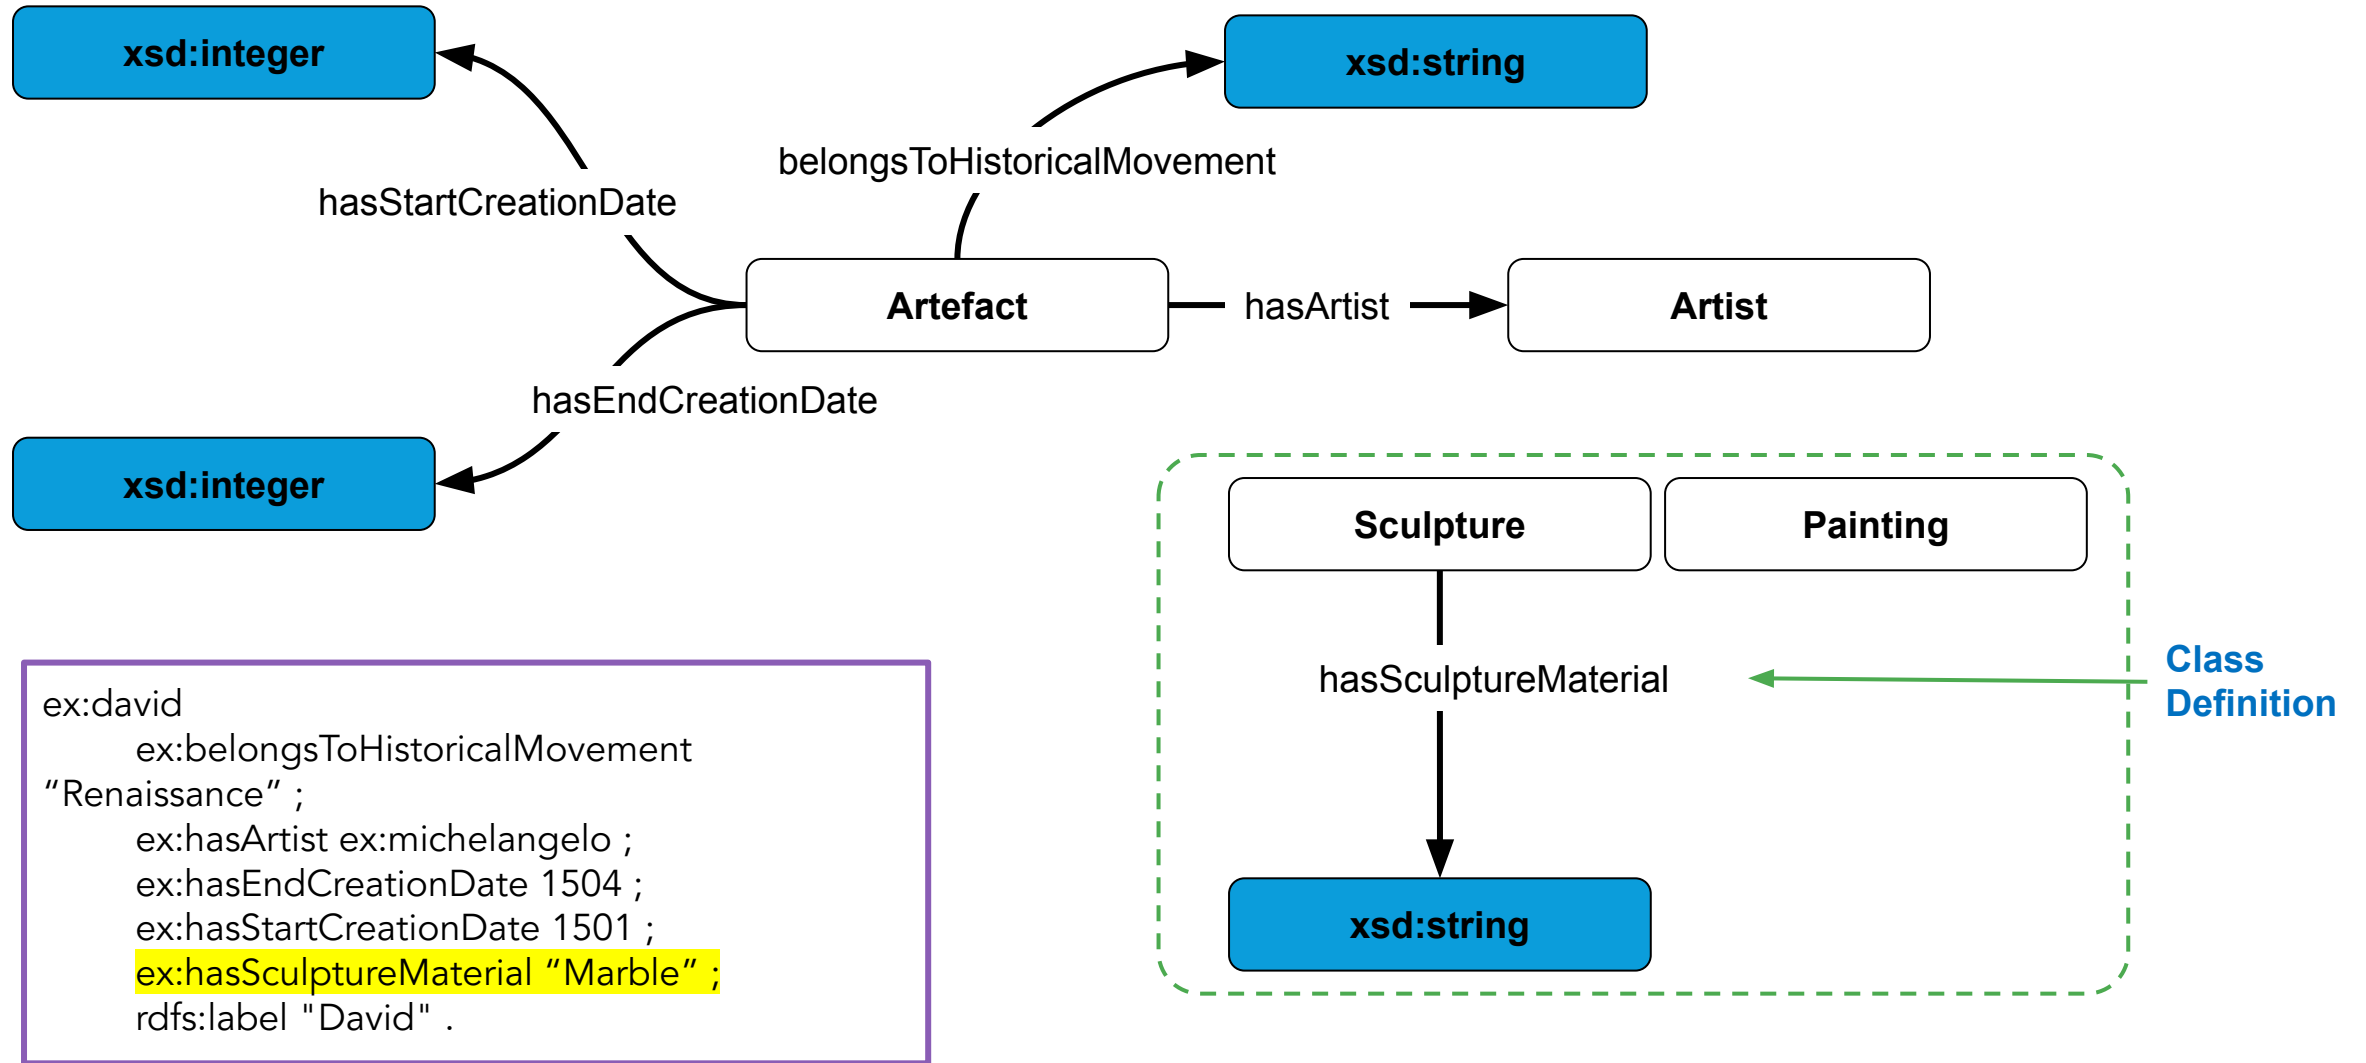 xsd:integer
xsd:string
belongsToHistoricalMovement
hasStartCreationDate
Artefact
hasArtist
Artist
hasEndCreationDate
xsd:integer
Sculpture
Painting
hasSculptureMaterial
Class
Definition
xsd:string
ex:david
ex:belongsToHistoricalMovement
“Renaissance” ;
ex:hasArtist ex:michelangelo ;
ex:hasEndCreationDate 1504 ;
ex:hasStartCreationDate 1501 ;
ex:hasSculptureMaterial “Marble” ;
rdfs:label "David" .